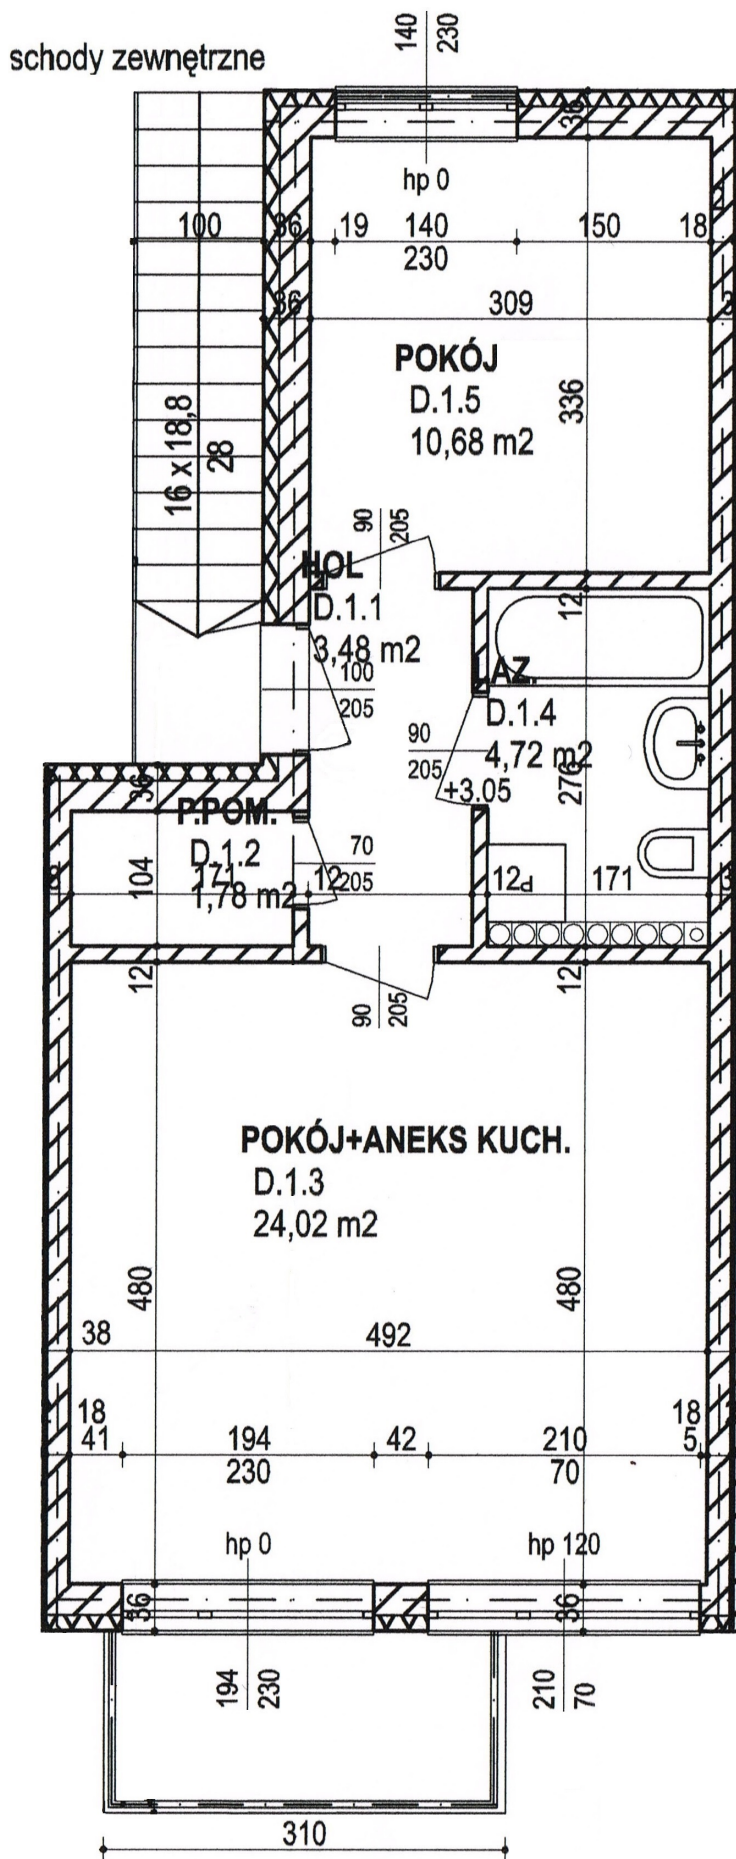 schody zewnętrzne
140
230
36
hp 0
100
36
19
140
150
18
230
36
309
POKÓJ
D.1.5
10,68 m2
336
16 x 18,8
28
90
205
HOL
D.1.1
3,48 m2
12
100
205
ŁAZ.
D.1.4
4,72 m2
90
205
276
+3.05
36
P.POM.
D.1.2
1,78 m2
70
205
104
171
12
12
171
12
12
90
205
POKÓJ+ANEKS KUCH.
D.1.3
24,02 m2
480
480
38
492
18
18
41
194
42
210
5
230
70
hp 0
hp 120
36
36
194
230
210
70
310